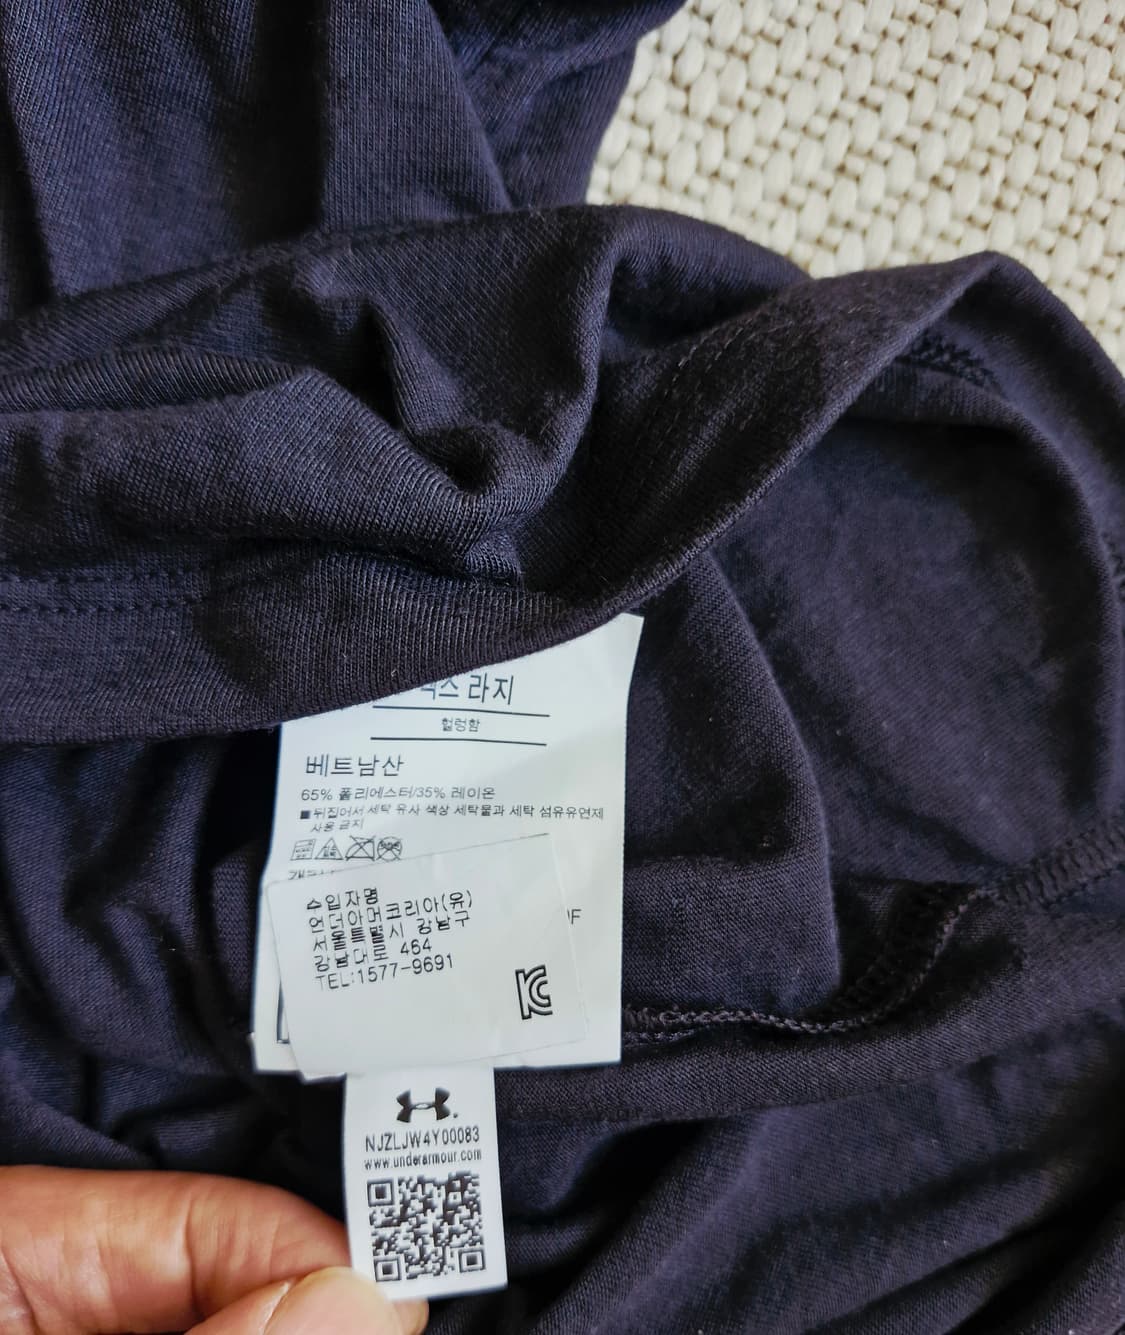 라지
헐렁함
베트남산
65% 폴리에스터/35% 레이온
■뒤집어서 세탁 유사 색상 세탁물과 세탁 섬유유연제
사용 금지
수입자명
언더아머코리아(유)
서울특별시 강남구
강남대로 464
TEL:1577-9691
NJZLJW4Y00083
www.underarmour.com